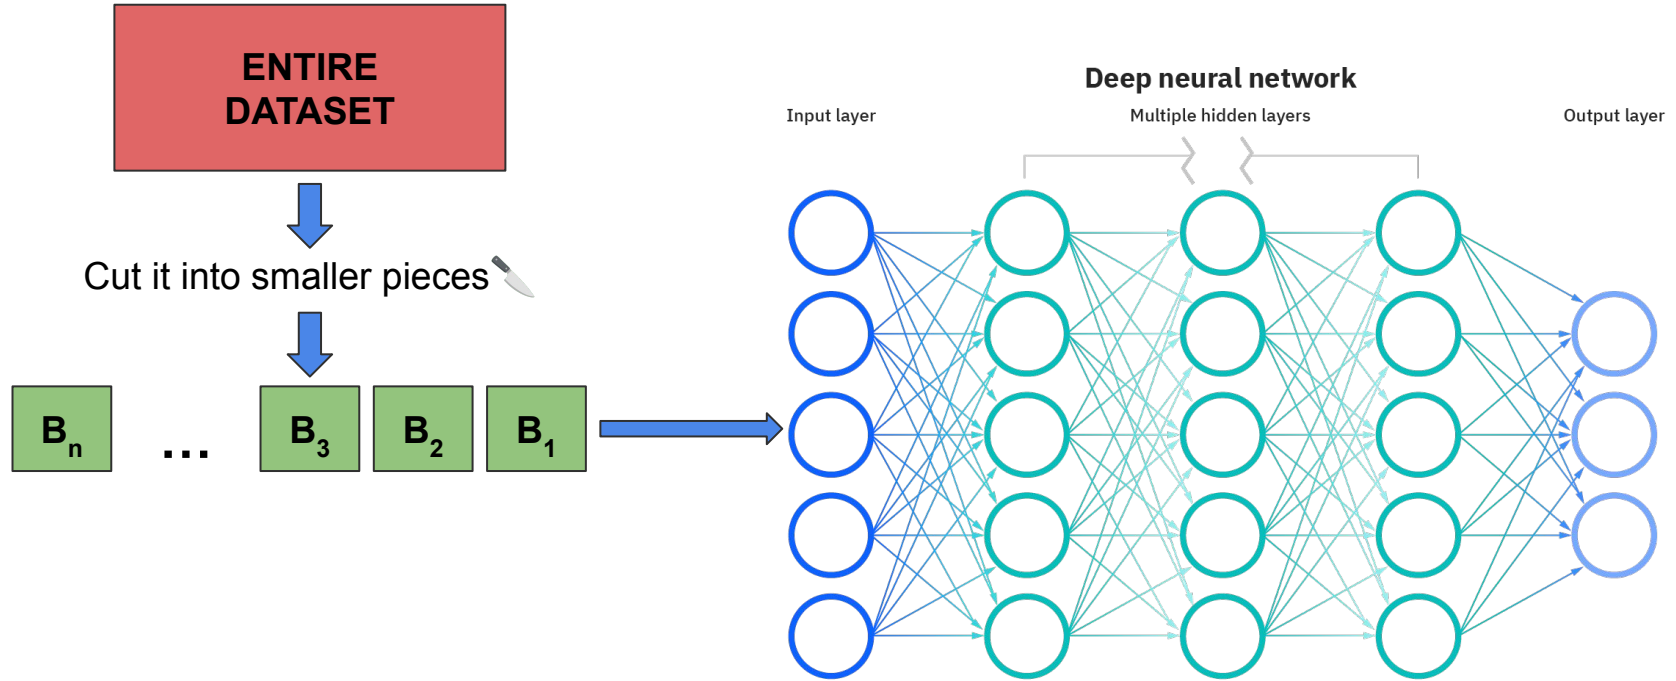 ENTIRE
DATASET
Cut it into smaller pieces
Bn
...
B3
B2
B1
Deep neural network
Input layer
Multiple hidden layers
Output layer